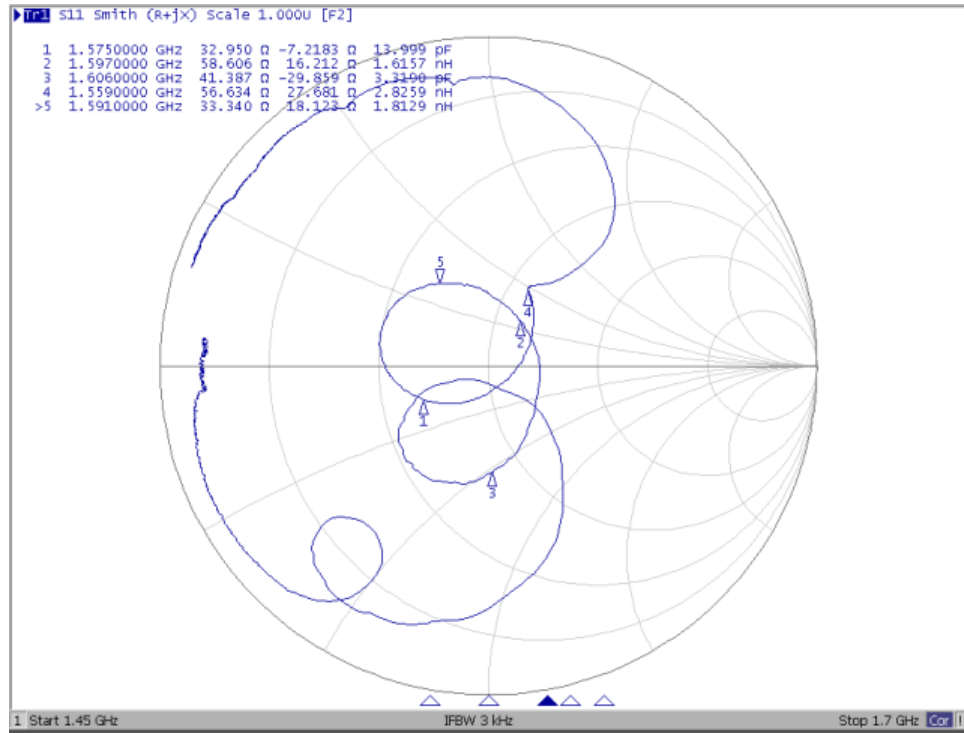 Tr1 S11 Smith (R+jX) Scale 1.000U [F2]
1 1.5750000 GHz 32.950 Ω -7.2183 Ω 13.999 pF
2 1.5970000 GHz 58.606 Ω 16.212 Ω 1.6157 nH
3 1.6060000 GHz 41.387 Ω -29.859 Ω 3.3190 pF
4 1.5590000 GHz 56.634 Ω 27.681 Ω 2.8259 nH
>5 1.5910000 GHz 33.340 Ω 18.123 Ω 1.8129 nH
5
4
2
1
3
1 Start 1.45 GHz IFBW 3 kHz Stop 1.7 GHz Cor !